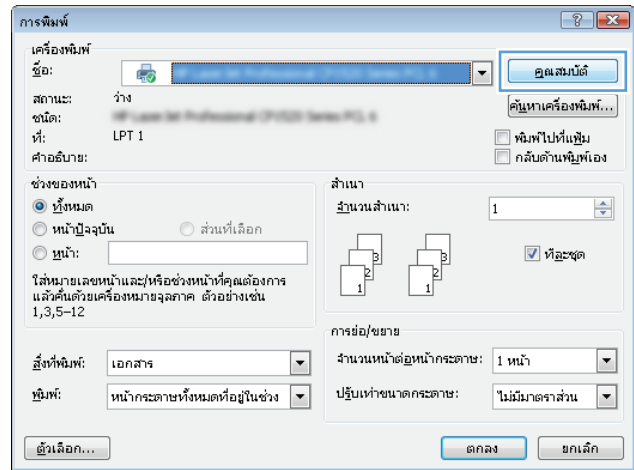 การพิมพ์
เครื่องพิมพ์
ชื่อ:
คุณสมบัติ
สถานะ: ว่าง
ชนิด:
ค้นหาเครื่องพิมพ์...
ที่: LPT 1
พิมพ์ไปที่แฟ้ม
คำอธิบาย:
กลับด้านพิมพ์เอง
ช่วงของหน้า
ทั้งหมด
หน้าปัจจุบัน ส่วนที่เลือก
หน้า:
ใส่หมายเลขหน้าและ/หรือช่วงหน้าที่คุณต้องการ
แล้วคั่นด้วยเครื่องหมายจุลภาค ตัวอย่างเช่น
1,3,5–12
สำเนา
จำนวนสำเนา: 1
3 3
2 2
1 1
ทีละชุด
สิ่งที่พิมพ์: เอกสาร
พิมพ์: หน้ากระดาษทั้งหมดที่อยู่ในช่วง
การย่อ/ขยาย
จำนวนหน้าต่อหน้ากระดาษ: 1 หน้า
ปรับเท่าขนาดกระดาษ: ไม่มีมาตราส่วน
ตัวเลือก...
ตกลง ยกเลิก